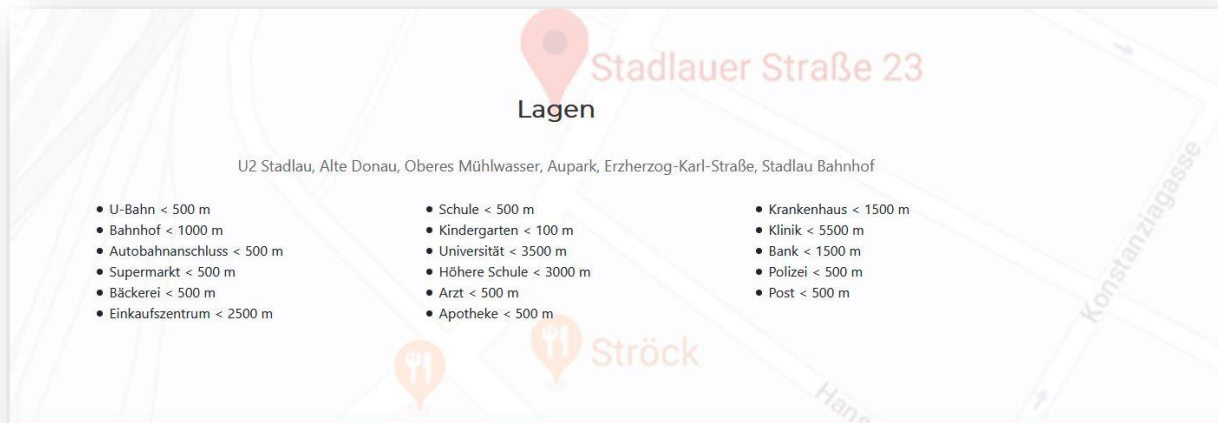 Stadlauer Straße 23
Lagen
U2 Stadlau, Alte Donau, Oberes Mühlwasser, Aupark, Erzherzog-Karl-Straße, Stadlau Bahnhof
U-Bahn < 500 m
Bahnhof < 1000 m
Autobahnanschluss < 500 m
Supermarkt < 500 m
Bäckerei < 500 m
Einkaufszentrum < 2500 m
Schule < 500 m
Kindergarten < 100 m
Universität < 3500 m
Höhere Schule < 3000 m
Arzt < 500 m
Apotheke < 500 m
Krankenhaus < 1500 m
Klinik < 5500 m
Bank < 1500 m
Polizei < 500 m
Post < 500 m
Konstanziagasse
Ströck